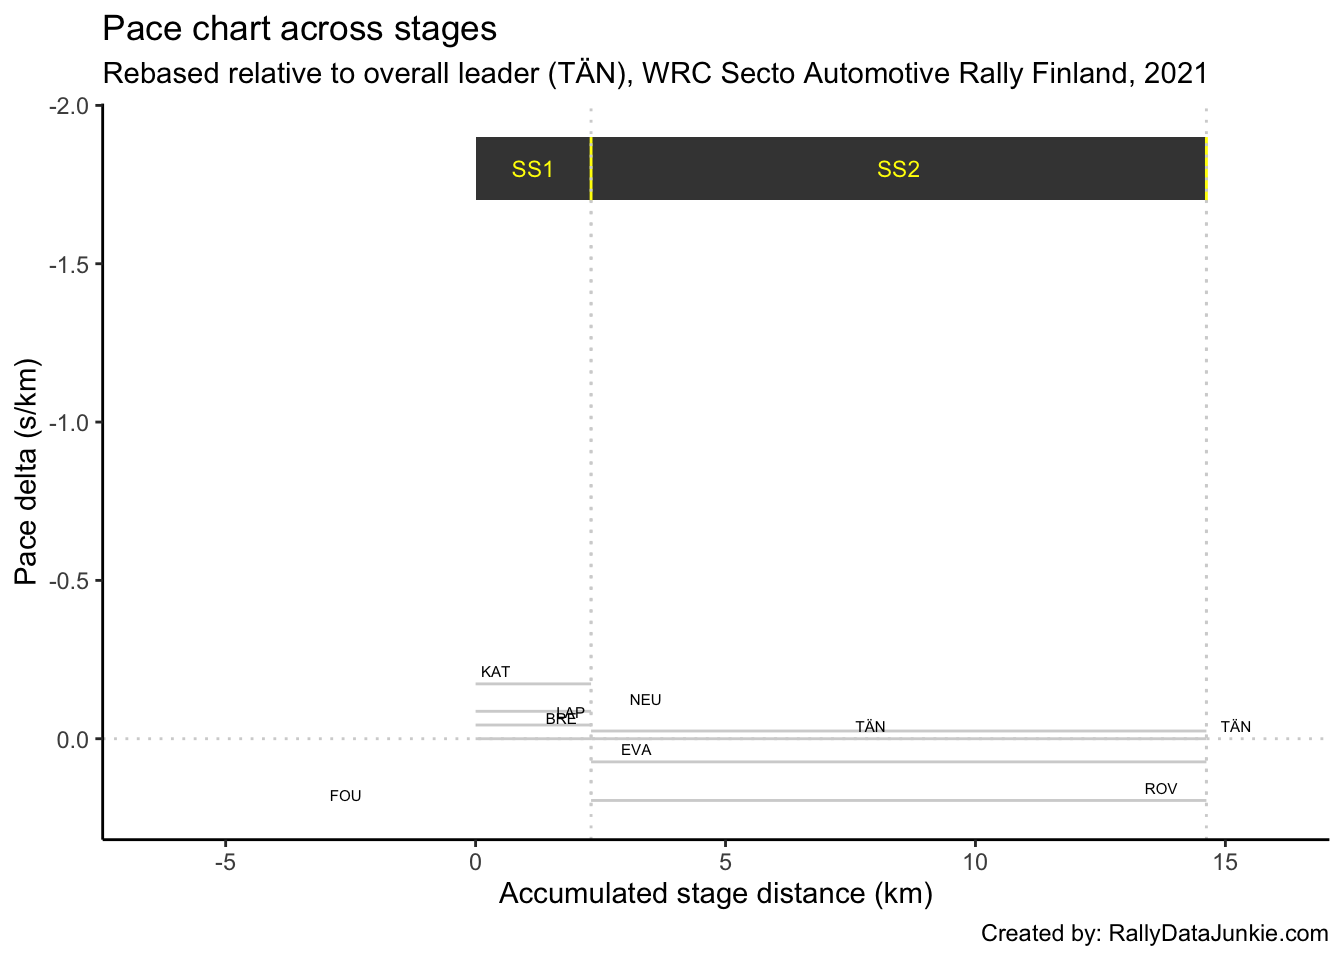 Pace chart across stages
Rebased relative to overall leader (TÄN), WRC Secto Automotive Rally Finland, 2021
-2.0
SS1 SS2
-1.5
-1.0
Pace delta (s/km)
-0.5
KAT
NEU
LAP
BRE
TÄN TÄN
0.0
EVA
ROV
FOU
-5 0 5 10 15
Accumulated stage distance (km)
Created by: RallyDataJunkie.com